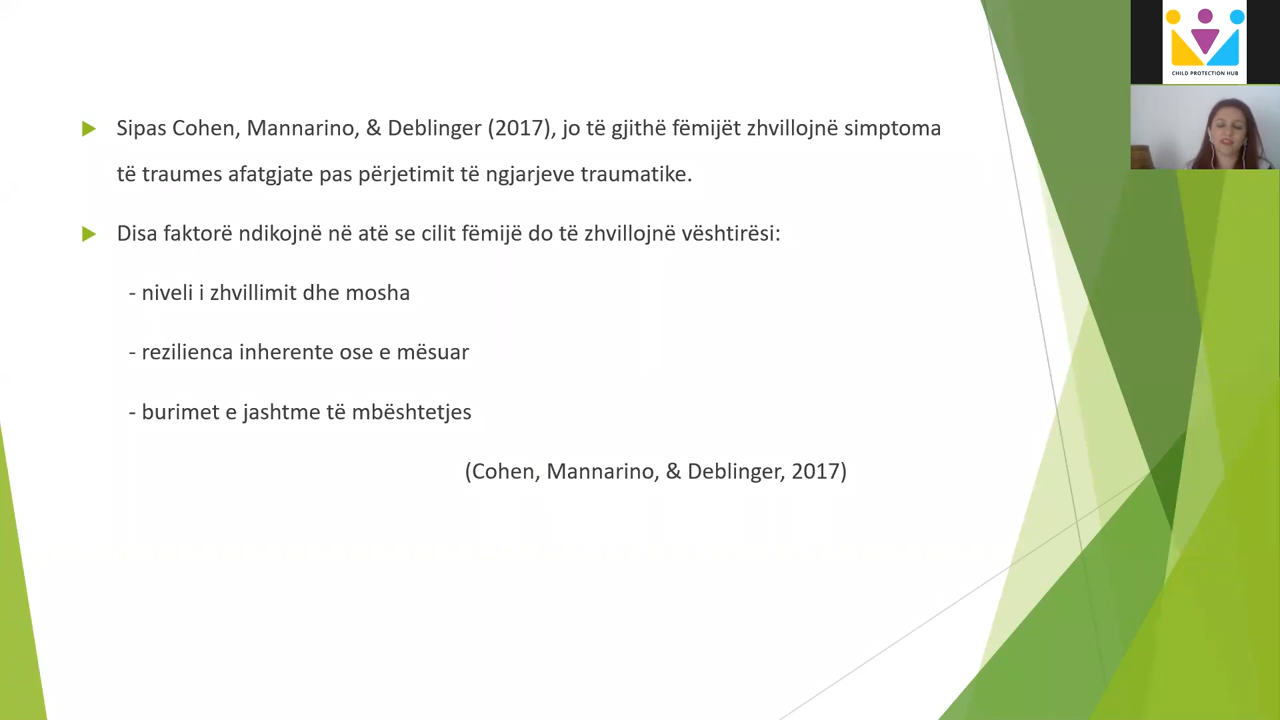 CHILD PROTECTION HUB
Sipas Cohen, Mannarino, & Deblinger (2017), jo të gjithë fëmijët zhvillojnë simptoma
të traumes afatgjate pas përjetimit të ngjarjeve traumatike.
Disa faktorë ndikojnë në atë se cilit fëmijë do të zhvillojnë vështirësi:
- niveli i zhvillimit dhe mosha
- rezilienca inherente ose e mësuar
- burimet e jashtme të mbështetjes
(Cohen, Mannarino, & Deblinger, 2017)